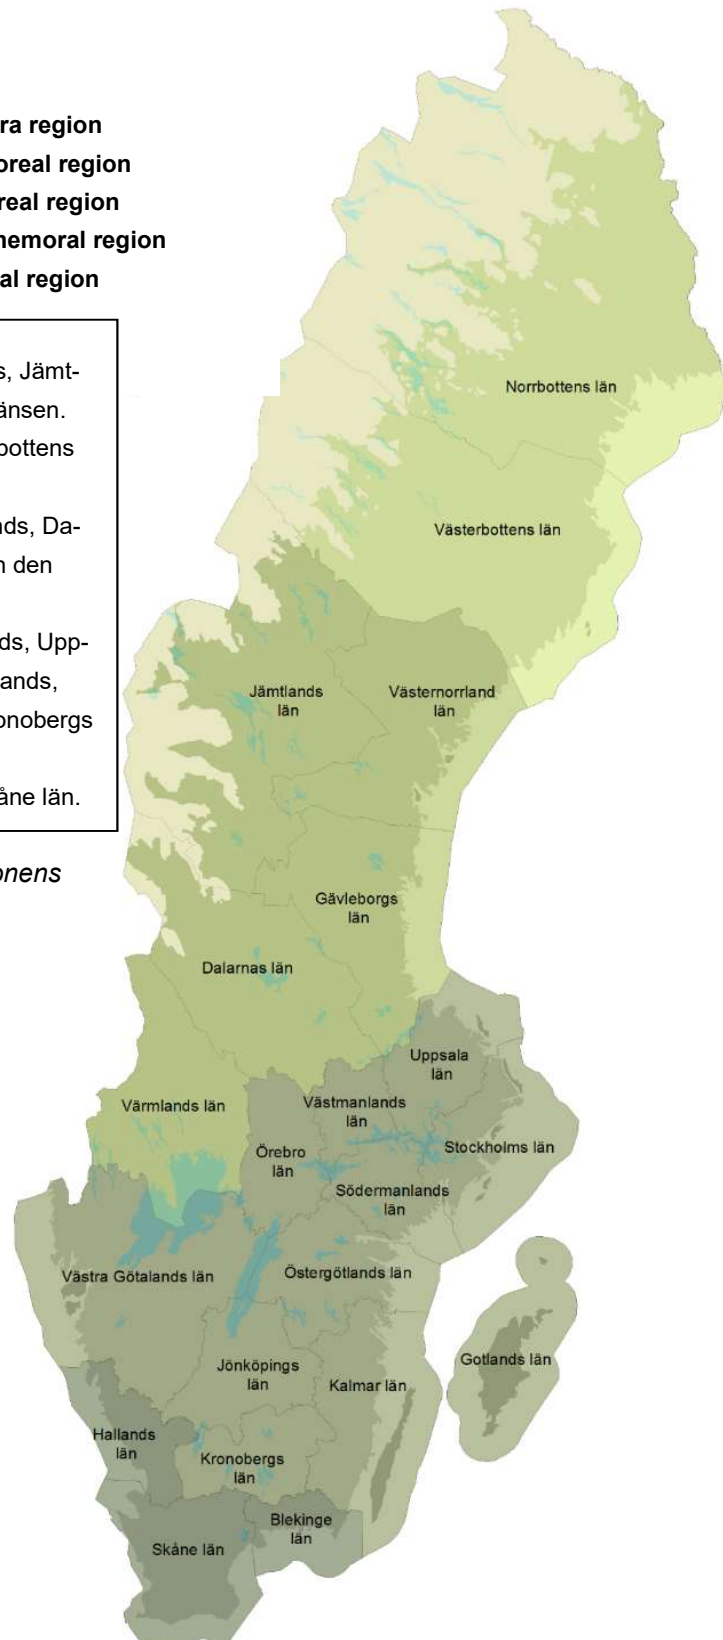 ra region
oreal region
real region
nemoral region
al region
s, Jämt-
änsen.
bottens
nds, Da-
n den
ds, Upp-
ands,
onobergs
åne län.
onens
Norrbottens län
Västerbottens län
Jämtlands
län
Västernorrland
län
Gävleborgs
län
Dalarnas län
Uppsala
län
Värmlands län
Västmanlands
län
Örebro
län
Stockholms län
Södermanlands
län
Västra Götalands län
Östergötlands län
Jönköpings
län
Kalmar län
Gotlands län
Hallands
län
Kronobergs
län
Blekinge
län
Skåne län